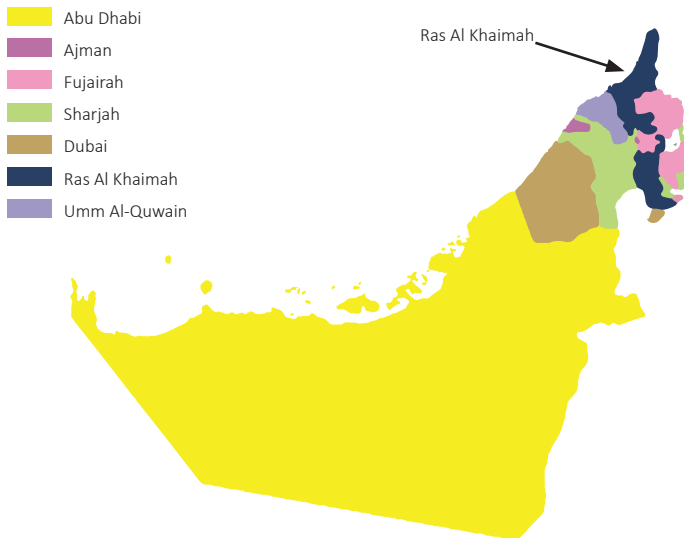 Abu Dhabi
Ajman
Fujairah
Sharjah
Dubai
Ras Al Khaimah
Umm Al-Quwain
Ras Al Khaimah